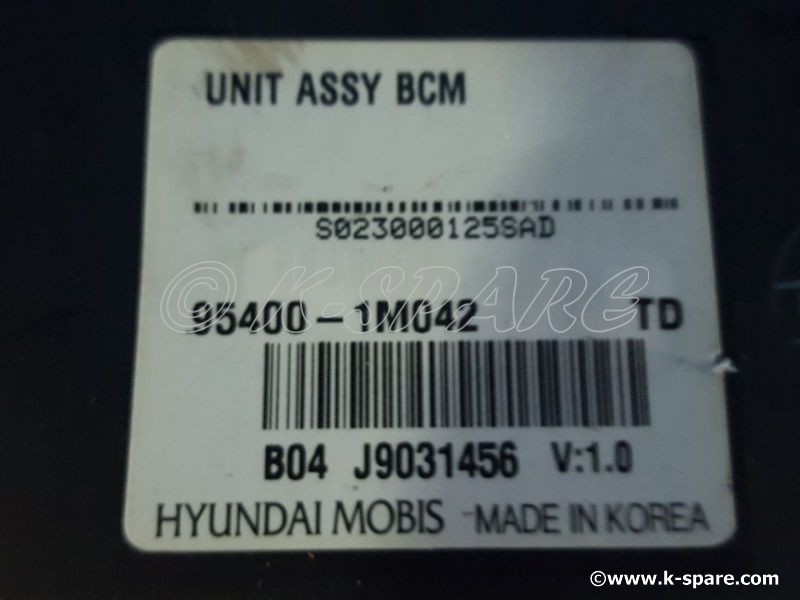 UNIT ASSY BCM
S023000125SAD
© K-SPARE
95400-1M042 TD
B04 J9031456 V:1.0
HYUNDAI MOBIS -MADE IN KOREA
©www.k-spare.com